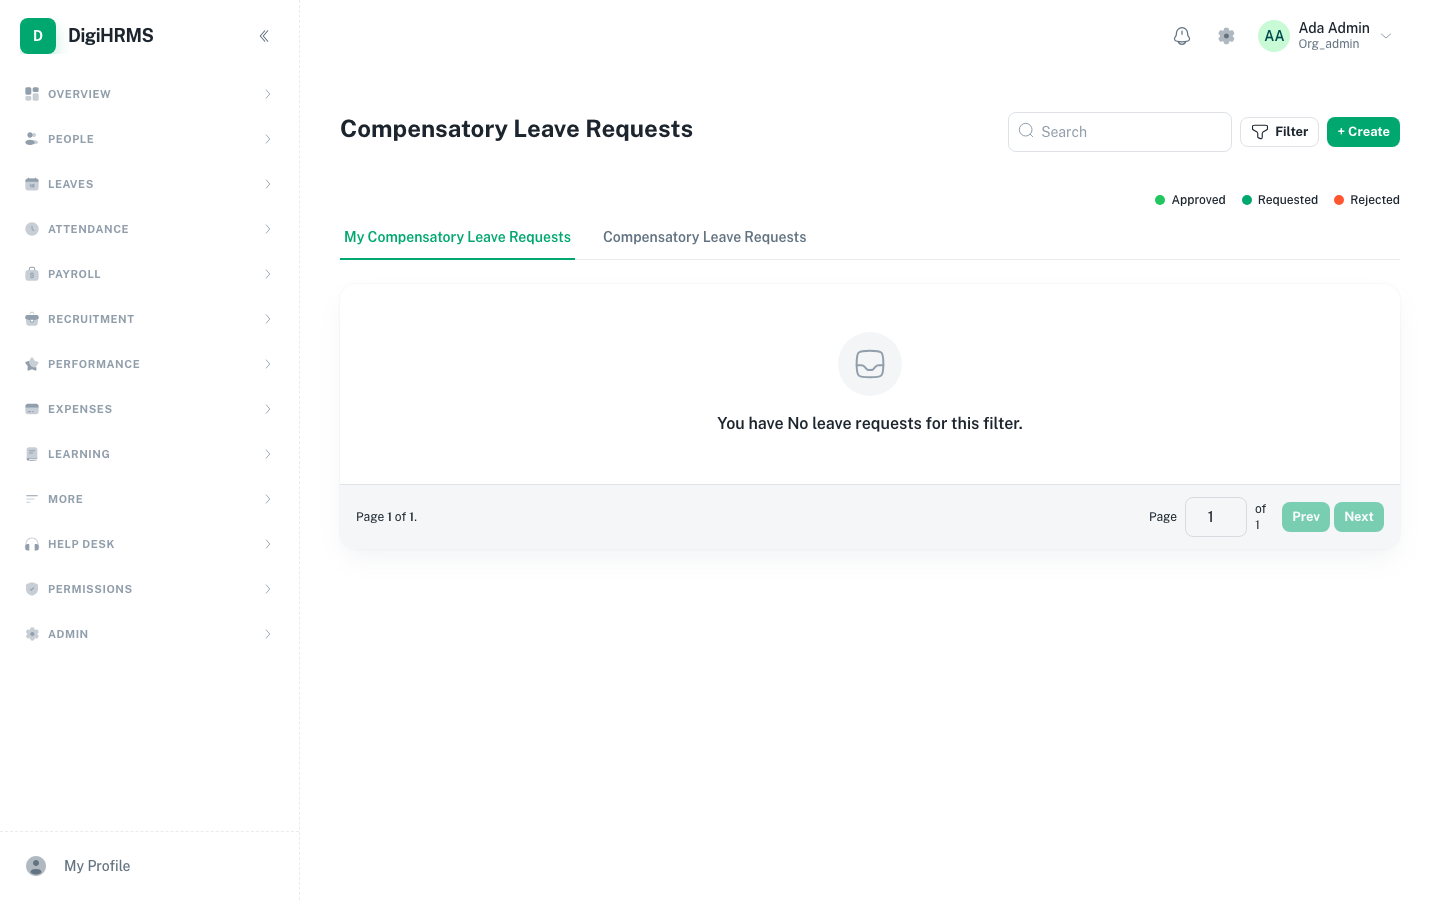 D DigiHRMS
OVERVIEW
PEOPLE
LEAVES
ATTENDANCE
PAYROLL
RECRUITMENT
PERFORMANCE
EXPENSES
LEARNING
MORE
HELP DESK
PERMISSIONS
ADMIN
My Profile
AA Ada Admin
Org_admin
Compensatory Leave Requests
Search
Filter
+ Create
Approved Requested Rejected
My Compensatory Leave Requests Compensatory Leave Requests
You have No leave requests for this filter.
Page 1 of 1.
Page 1 of
1
Prev Next